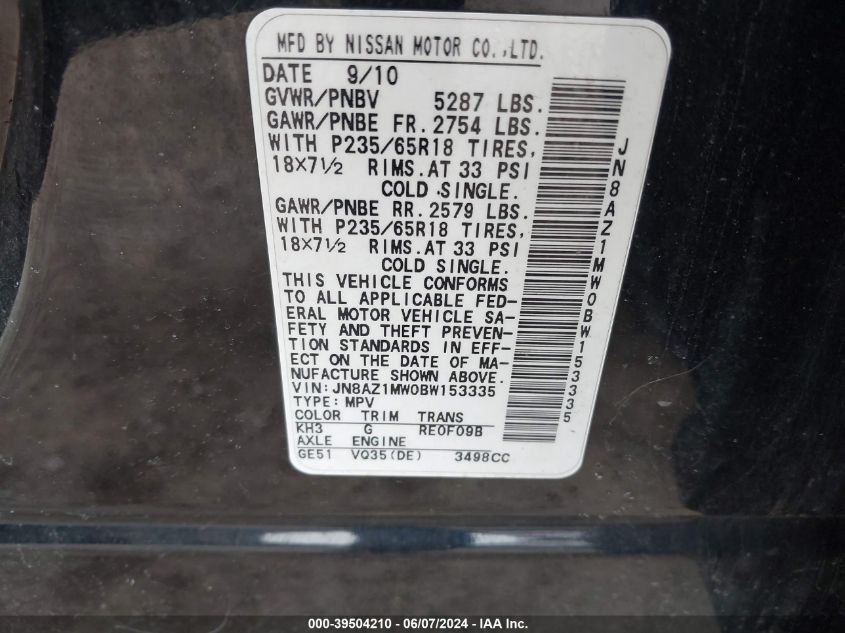 MFD BY NISSAN MOTOR CO.,LTD.
DATE 9/10
GVWR/PNBV 5287 LBS.
GAWR/PNBE FR. 2754 LBS.
WITH P235/65R18 TIRES,
18X7½ RIMS.AT 33 PSI
COLD SINGLE.
GAWR/PNBE RR. 2579 LBS.
WITH P235/65R18 TIRES,
18X7½ RIMS.AT 33 PSI
COLD SINGLE.
THIS VEHICLE CONFORMS
TO ALL APPLICABLE FED-
ERAL MOTOR VEHICLE SA-
FETY AND THEFT PREVEN-
TION STANDARDS IN EFF-
ECT ON THE DATE OF MA-
NUFACTURE SHOWN ABOVE.
VIN: JN8AZ1MW0BW153335
TYPE: MPV
COLOR TRIM TRANS
KH3 G RE0F09B
AXLE ENGINE
GE51 VQ35(DE) 3498CC
JN8AZ1MW0BW153335
000-39504210 - 06/07/2024 - IAA Inc.